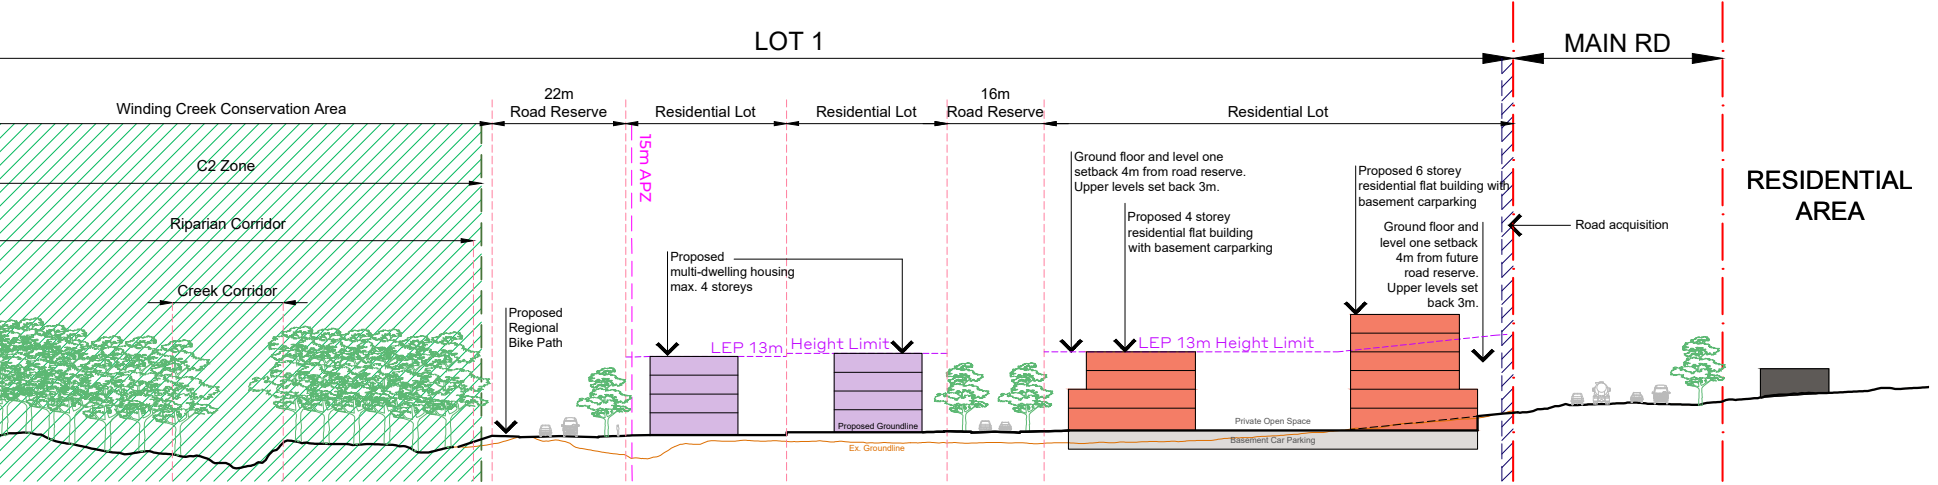 LOT 1
MAIN RD
Winding Creek Conservation Area
22m
Road Reserve
Residential Lot
Residential Lot
16m
Road Reserve
Residential Lot
C2 Zone
Riparian Corridor
Creek Corridor
15m APZ
Proposed
Regional
Bike Path
Proposed
multi-dwelling housing
max. 4 storeys
LEP 13m Height Limit
Ground floor and level one
setback 4m from road reserve.
Upper levels set back 3m.
Proposed 4 storey
residential flat building
with basement carparking
LEP 13m Height Limit
Proposed 6 storey
residential flat building with
basement carparking
Ground floor and
level one setback
4m from future
road reserve.
Upper levels set
back 3m.
Road acquisition
RESIDENTIAL
AREA
Proposed Groundline
Ex. Groundline
Private Open Space
Basement Car Parking